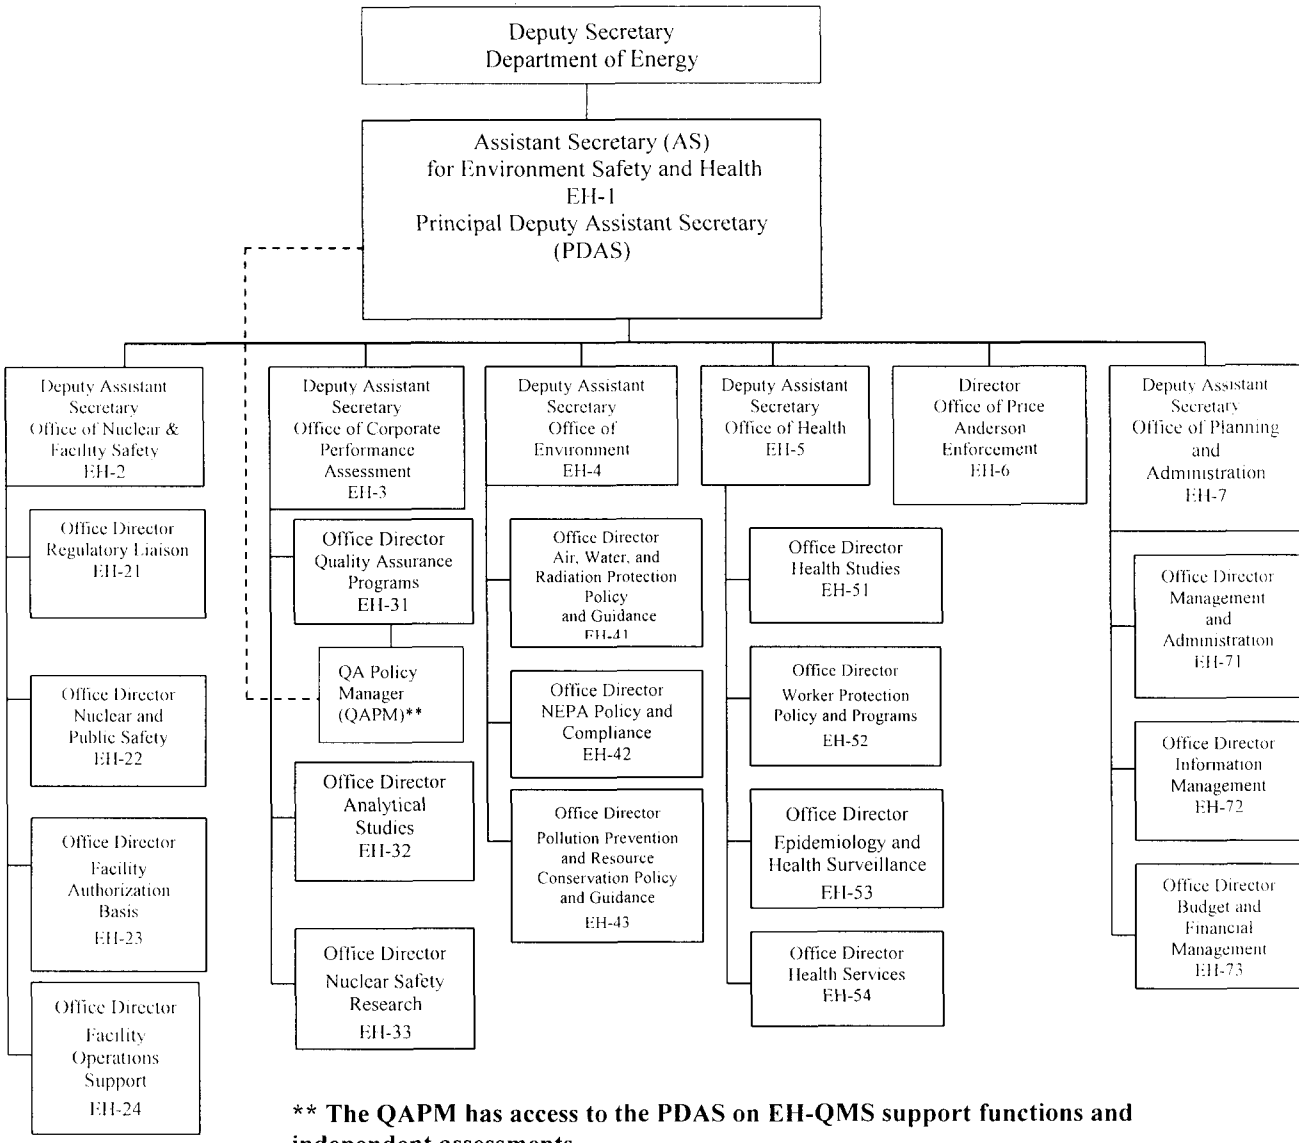 Deputy Secretary
Department of Energy
Assistant Secretary (AS)
for Environment Safety and Health
EH-1
Principal Deputy Assistant Secretary
(PDAS)
Deputy Assistant
Secretary
Office of Nuclear &
Facility Safety
EH-2
Office Director
Regulatory Liaison
EH-21
Office Director
Nuclear and
Public Safety
EH-22
Office Director
Facility
Authorization
Basis
EH-23
Office Director
Facility
Operations
Support
EH-24
Deputy Assistant
Secretary
Office of Corporate
Performance
Assessment
EH-3
Office Director
Quality Assurance
Programs
EH-31
QA Policy
Manager
(QAPM)**
Office Director
Analytical
Studies
EH-32
Office Director
Nuclear Safety
Research
EH-33
Deputy Assistant
Secretary
Office of
Environment
EH-4
Office Director
Air, Water, and
Radiation Protection
Policy
and Guidance
EH-41
Office Director
NEPA Policy and
Compliance
EH-42
Office Director
Pollution Prevention
and Resource
Conservation Policy
and Guidance
EH-43
Deputy Assistant
Secretary
Office of Health
EH-5
Office Director
Health Studies
EH-51
Office Director
Worker Protection
Policy and Programs
EH-52
Office Director
Epidemiology and
Health Surveillance
EH-53
Office Director
Health Services
EH-54
Director
Office of Price
Anderson
Enforcement
EH-6
Deputy Assistant
Secretary
Office of Planning
and
Administration
EH-7
Office Director
Management
and
Administration
EH-71
Office Director
Information
Management
EH-72
Office Director
Budget and
Financial
Management
EH-73
** The QAPM has access to the PDAS on EH-QMS support functions and
independent assessments